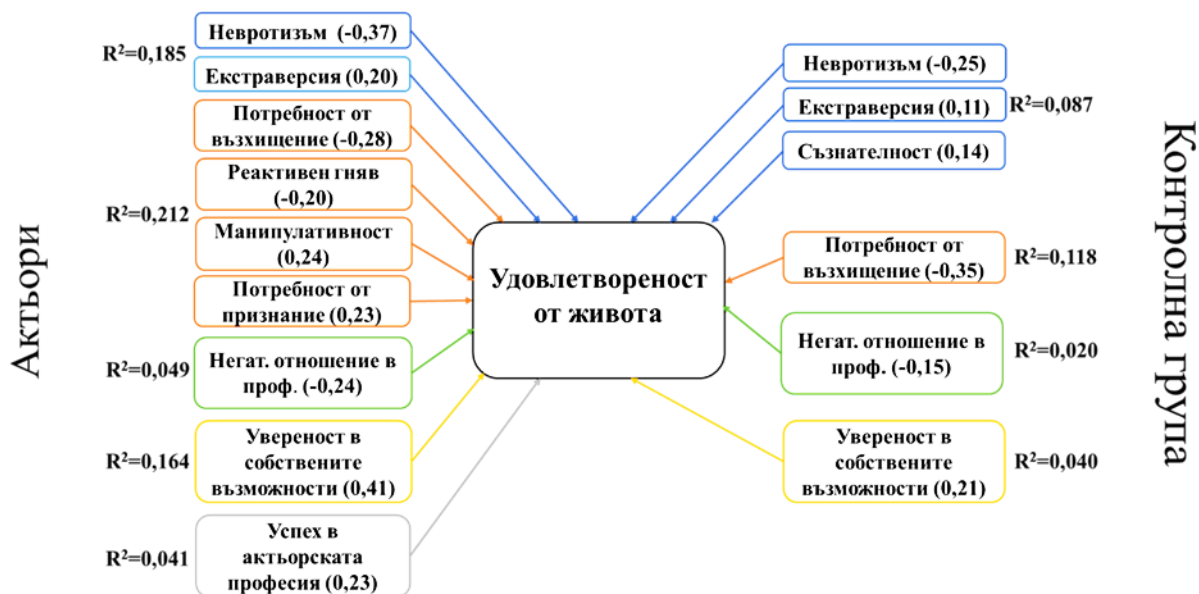 Актьори
R²=0,185
Невротизъм (-0,37)
Екстраверсия (0,20)
R²=0,212
Потребност от
възхищение (-0,28)
Реактивен гняв
(-0,20)
Манипулативност
(0,24)
Потребност от
признание (0,23)
R²=0,049
Негат. отношение в
проф. (-0,24)
R²=0,164
Увереност в
собствените
възможности (0,41)
R²=0,041
Успех в
актьорската
професия (0,23)
Удовлетвореност
от живота
Контролна група
Невротизъм (-0,25)
Екстраверсия (0,11)
R²=0,087
Съзнателност (0,14)
Потребност от
възхищение (-0,35)
R²=0,118
Негат. отношение в
проф. (-0,15)
R²=0,020
Увереност в
собствените
възможности (0,21)
R²=0,040